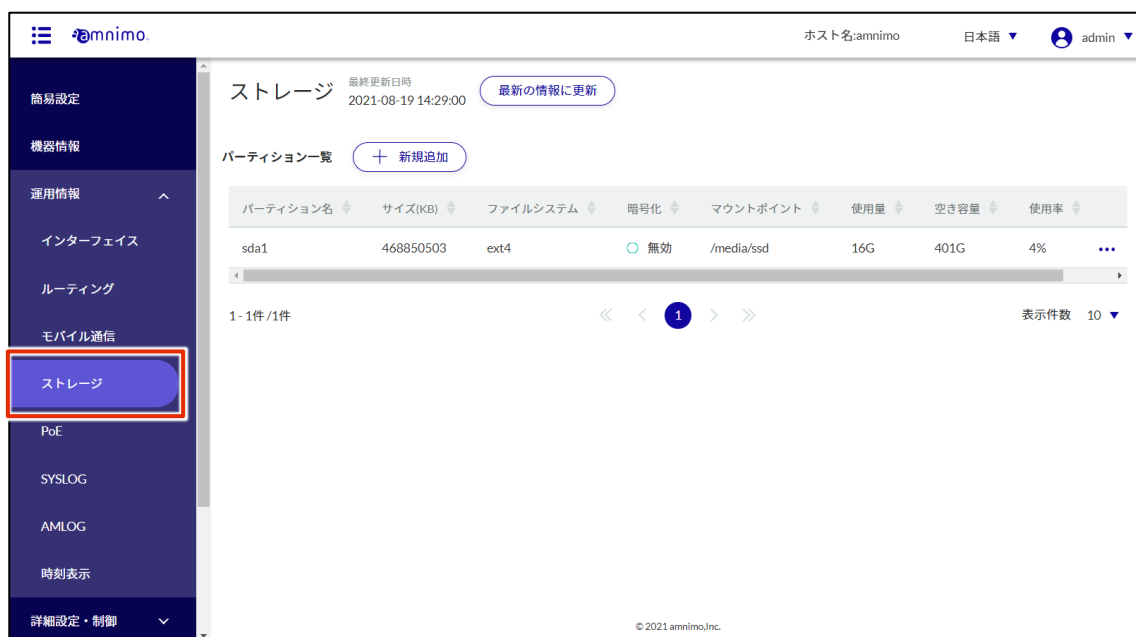 amnimo.
ホスト名:amnimo
日本語
admin
簡易設定
機器情報
運用情報
インターフェイス
ルーティング
モバイル通信
ストレージ
PoE
SYSLOG
AMLOG
時刻表示
詳細設定・制御
ストレージ
最終更新日時
2021-08-19 14:29:00
最新の情報に更新
パーティション一覧
新規追加
パーティション名 サイズ(KB) ファイルシステム 暗号化 マウントポイント 使用量 空き容量 使用率
sda1 468850503 ext4 無効 /media/ssd 16G 401G 4%
1 - 1件 /1件
1
表示件数 10
© 2021 amnimo,Inc.